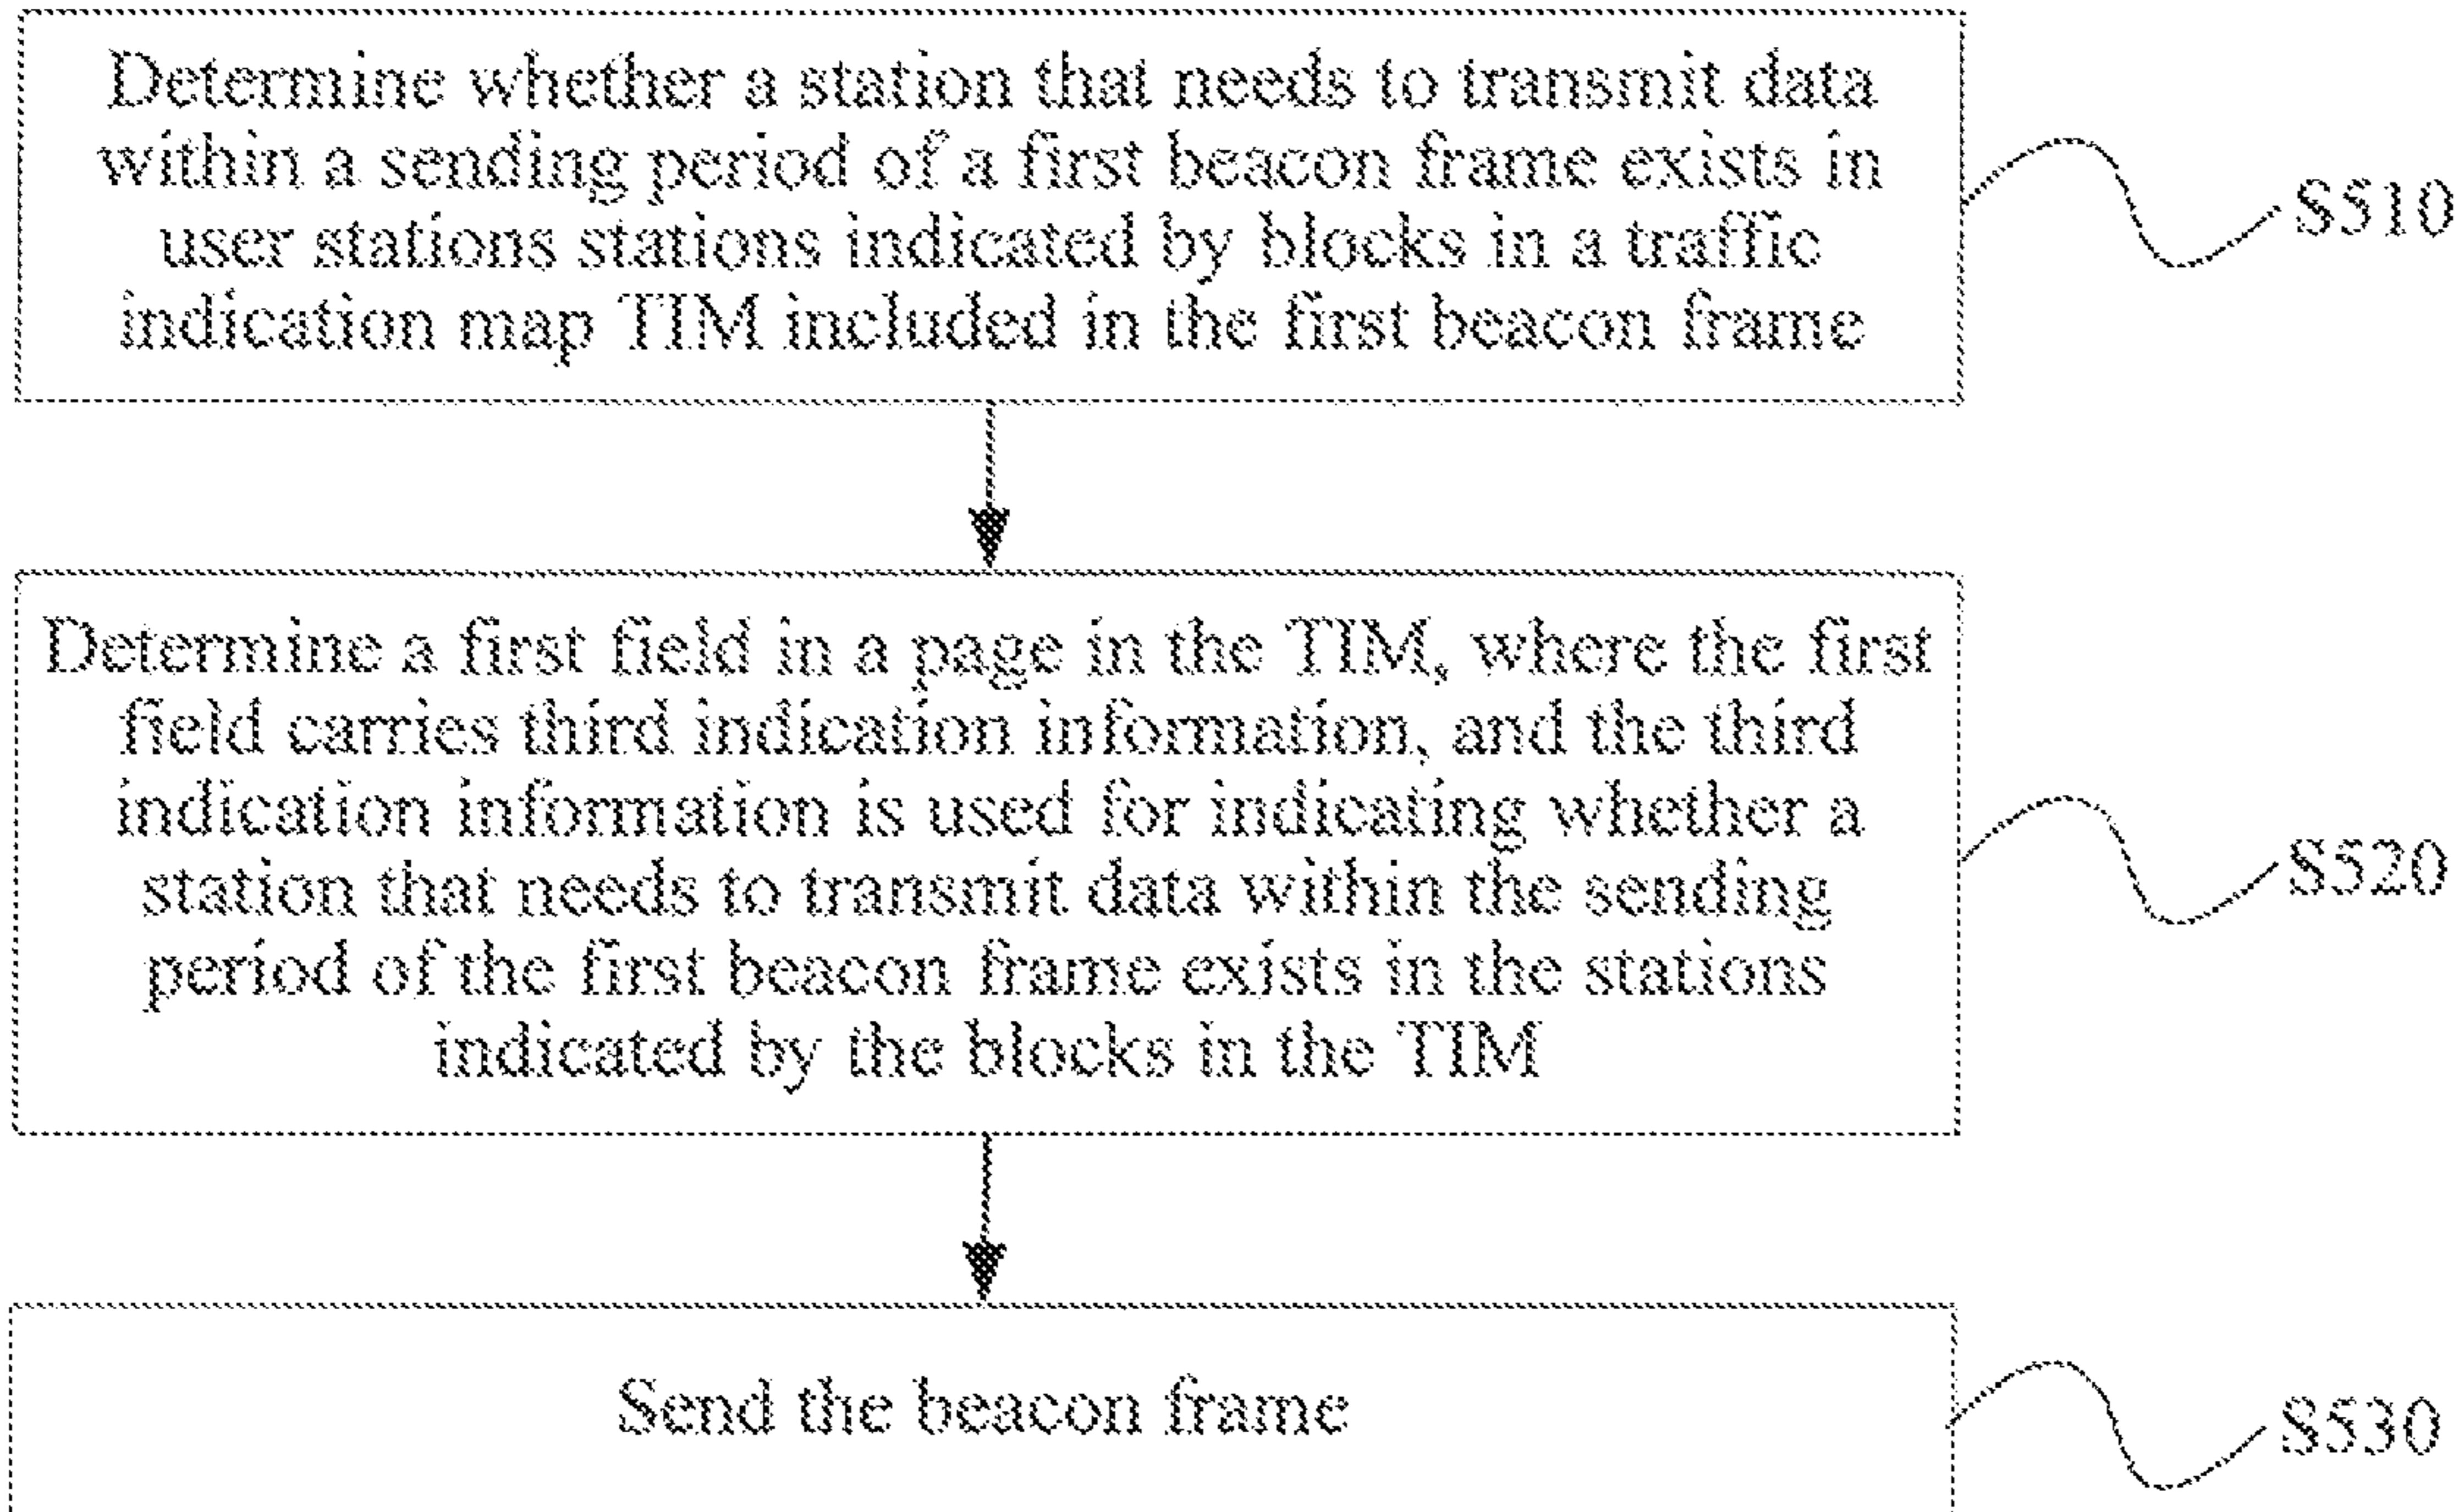 Determine whether a station that needs to transmit data
within a sending period of a first beacon frame exists in
user stations stations indicated by blocks in a traffic
indication map TIM included in the first beacon frame
S510
Determine a first field in a page in the TIM, where the first
field carries third indication information, and the third
indication information is used for indicating whether a
station that needs to transmit data within the sending
period of the first beacon frame exists in the stations
indicated by the blocks in the TIM
S520
Send the beacon frame
S530